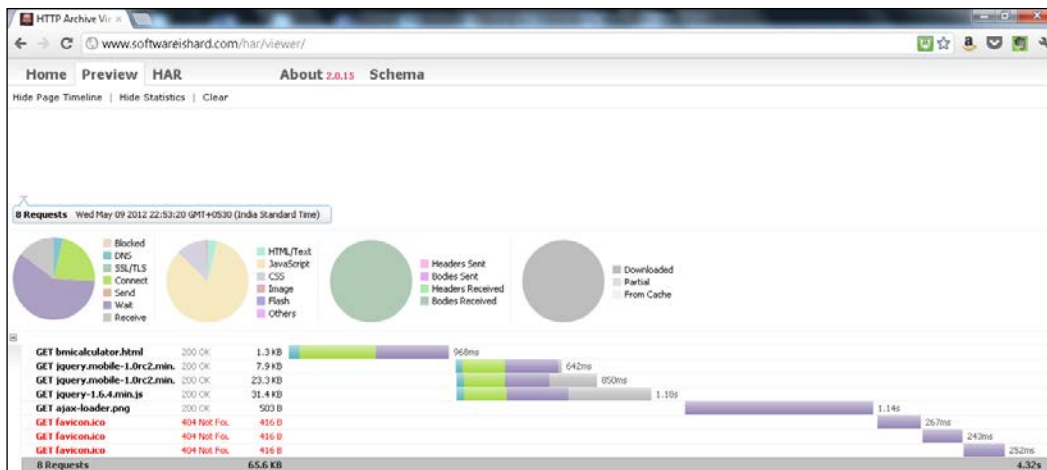 HTTP Archive Vie
www.softwareishard.com/har/viewer/
Home Preview HAR About 2.0.15 Schema
Hide Page Timeline | Hide Statistics | Clear
8 Requests Wed May 09 2012 22:53:20 GMT+0530 (India Standard Time)
Blocked
DNS
SSL/TLS
Connect
Send
Wait
Receive
HTML/Text
JavaScript
CSS
Image
Flash
Others
Headers Sent
Bodies Sent
Headers Received
Bodies Received
Downloaded
Partial
From Cache
GET bmicalculator.html 200 OK 1.3 KB 968ms
GET jquery.mobile-1.0rc2.min. 200 OK 7.9 KB 642ms
GET jquery.mobile-1.0rc2.min. 200 OK 23.3 KB 850ms
GET jquery-1.6.4.min.js 200 OK 31.4 KB 1.18s
GET ajax-loader.png 200 OK 503 B 1.14s
GET favicon.ico 404 Not Fou 416 B 267ms
GET favicon.ico 404 Not Fou 416 B 243ms
GET favicon.ico 404 Not Fou 416 B 252ms
8 Requests 65.6 KB 4.32s